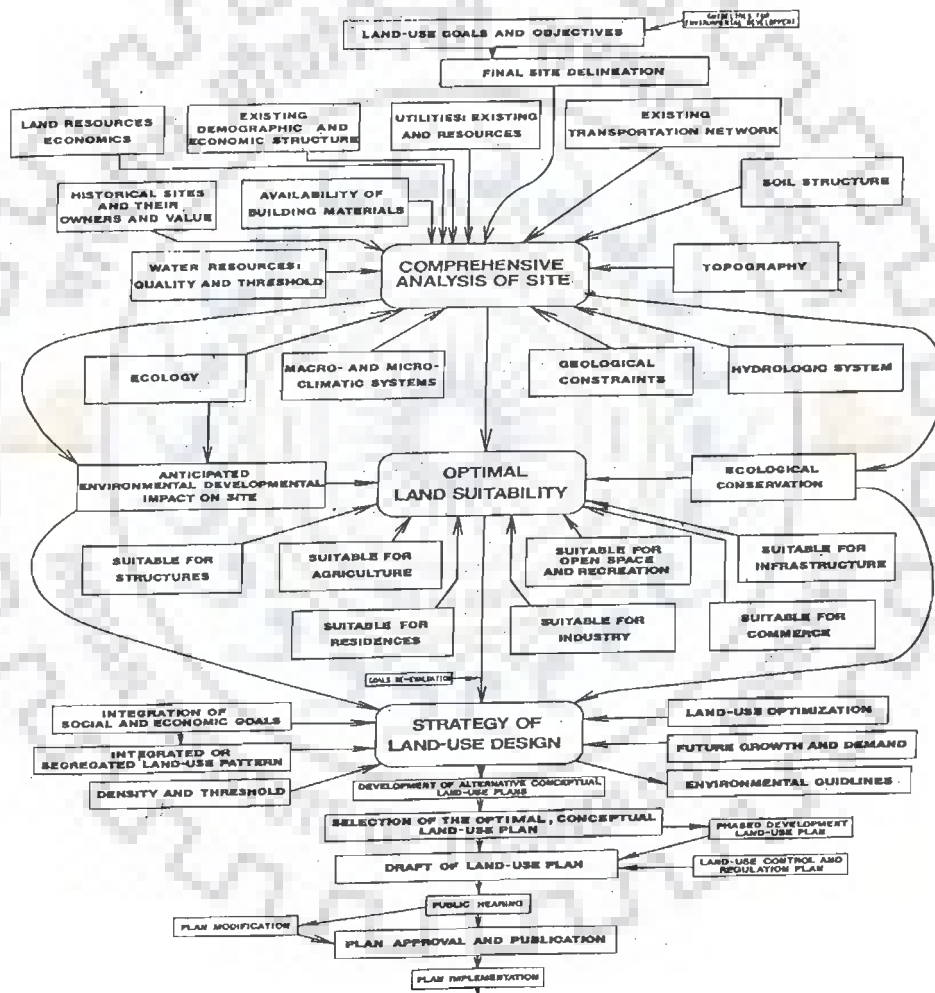 GUIDELINES FOR
ENVIRONMENTAL DEVELOPMENT
LAND-USE GOALS AND OBJECTIVES
FINAL SITE DELINEATION
LAND RESOURCES
ECONOMICS
EXISTING
DEMOGRAPHIC AND
ECONOMIC STRUCTURE
UTILITIES: EXISTING
AND RESOURCES
EXISTING
TRANSPORTATION NETWORK
HISTORICAL SITES
AND THEIR
OWNERS AND VALUE
AVAILABILITY OF
BUILDING MATERIALS
SOIL STRUCTURE
WATER RESOURCES:
QUALITY AND THRESHOLD
COMPREHENSIVE
ANALYSIS OF SITE
TOPOGRAPHY
ECOLOGY
MACRO- AND MICRO-
CLIMATIC SYSTEMS
GEOLOGICAL
CONSTRAINTS
HYDROLOGIC SYSTEM
ANTICIPATED
ENVIRONMENTAL DEVELOPMENTAL
IMPACT ON SITE
OPTIMAL
LAND SUITABILITY
ECOLOGICAL
CONSERVATION
SUITABLE FOR
STRUCTURES
SUITABLE FOR
AGRICULTURE
SUITABLE FOR
OPEN SPACE
AND RECREATION
SUITABLE FOR
INFRASTRUCTURE
SUITABLE FOR
RESIDENCES
SUITABLE FOR
INDUSTRY
SUITABLE FOR
COMMERCE
GOALS RE-EVALUATION
INTEGRATION OF
SOCIAL AND ECONOMIC GOALS
STRATEGY OF
LAND-USE DESIGN
LAND-USE OPTIMIZATION
INTEGRATED OR
SEGREGATED LAND-USE PATTERN
FUTURE GROWTH AND DEMAND
DENSITY AND THRESHOLD
ENVIRONMENTAL GUIDLINES
DEVELOPMENT OF ALTERNATIVE CONCEPTUAL
LAND-USE PLANS
SELECTION OF THE OPTIMAL, CONCEPTUAL
LAND-USE PLAN
PHASED DEVELOPMENT
LAND-USE PLAN
DRAFT OF LAND-USE PLAN
LAND-USE CONTROL AND
REGULATION PLAN
PUBLIC HEARING
PLAN MODIFICATION
PLAN APPROVAL AND PUBLICATION
PLAN IMPLEMENTATION